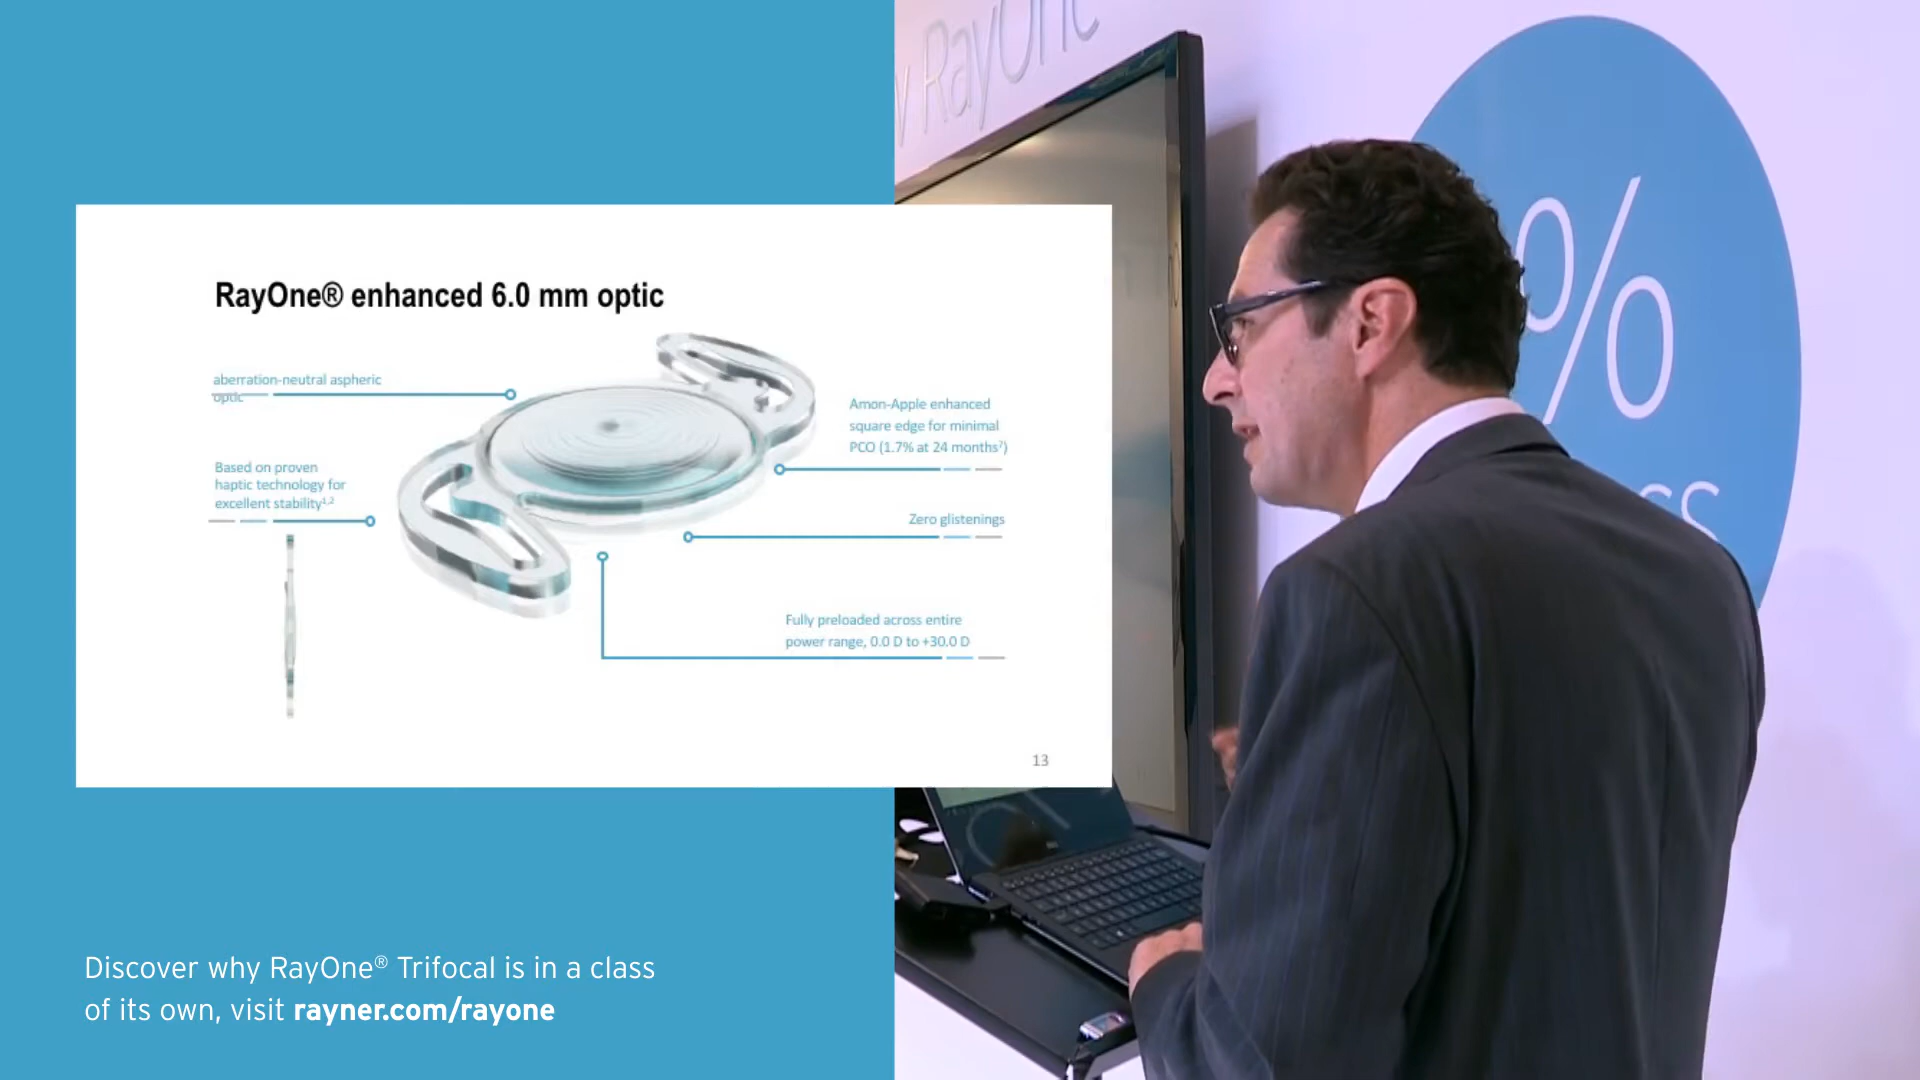 RayOne
%
RayOne® enhanced 6.0 mm optic
aberration-neutral aspheric
optic
Based on proven
haptic technology for
excellent stability¹,²
Amon-Apple enhanced
square edge for minimal
PCO (1.7% at 24 months⁷)
Zero glistenings
Fully preloaded across entire
power range, 0.0 D to +30.0 D
13
Discover why RayOne® Trifocal is in a class
of its own, visit rayner.com/rayone